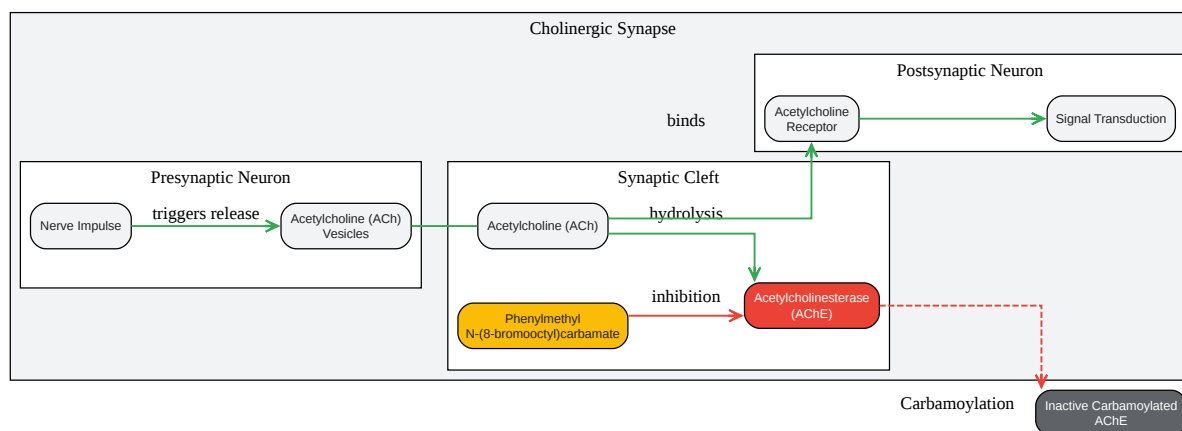 Cholinergic Synapse
Postsynaptic Neuron
Acetylcholine
Receptor
Signal Transduction
binds
Presynaptic Neuron
Synaptic Cleft
triggers release
hydrolysis
Nerve Impulse
Acetylcholine (ACh)
Vesicles
Acetylcholine (ACh)
inhibition
Acetylcholinesterase
(AChE)
Phenylmethyl
N-(8-bromooctyl)carbamate
Carbamoylation
Inactive Carbamoylated
AChE